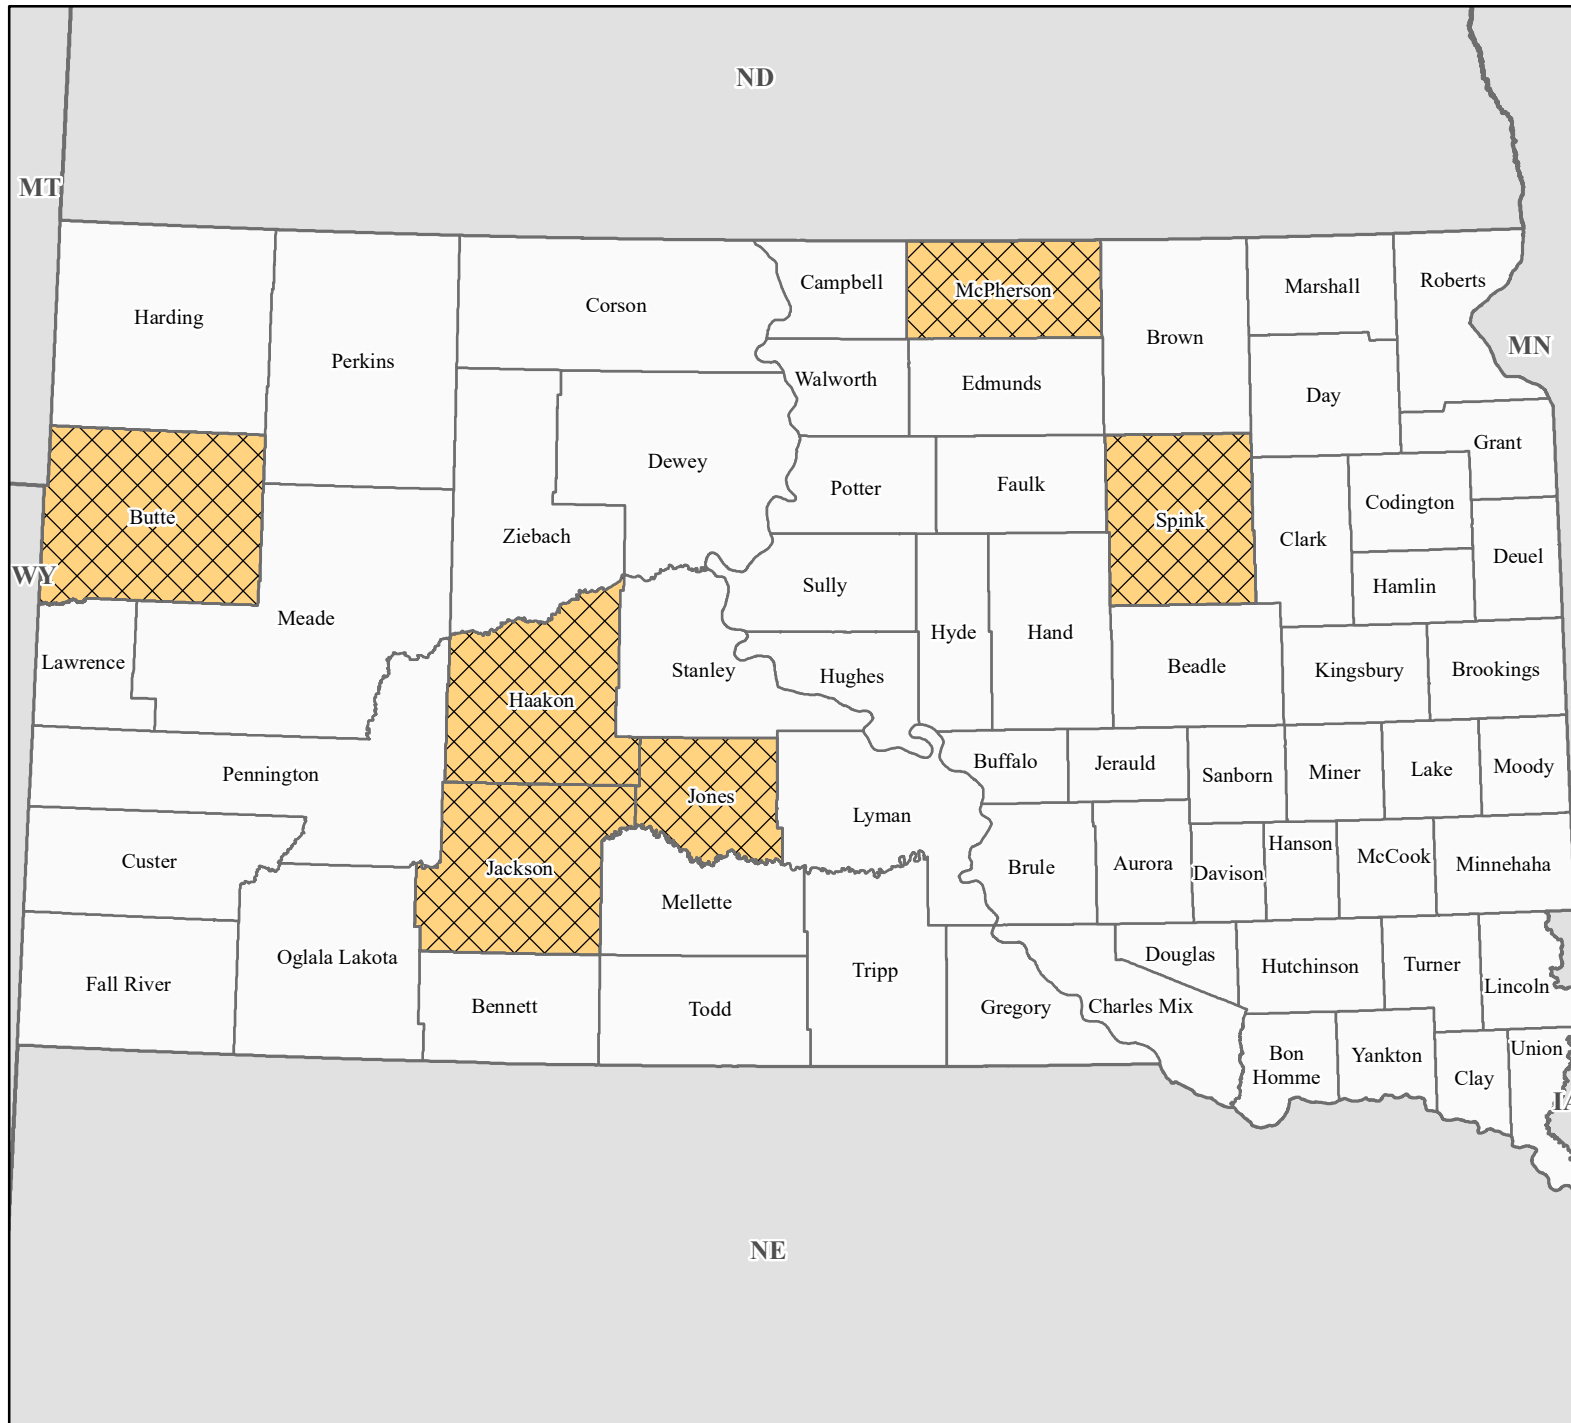 ND
MT
Campbell
McPherson
Marshall
Roberts
Harding
Corson
Brown
MN
Perkins
Walworth
Edmunds
Day
Grant
Dewey
Potter
Faulk
Codington
Butte
Spink
Ziebach
Clark
Deuel
WY
Sully
Hamlin
Meade
Hyde
Hand
Lawrence
Stanley
Hughes
Beadle
Kingsbury
Brookings
Haakon
Pennington
Buffalo
Jerauld
Sanborn
Miner
Lake
Moody
Jones
Lyman
Custer
Jackson
Brule
Aurora
Davison
Hanson
McCook
Minnehaha
Mellette
Oglala Lakota
Tripp
Douglas
Hutchinson
Turner
Lincoln
Fall River
Bennett
Todd
Gregory
Charles Mix
Bon
Homme
Yankton
Clay
Union
IA
NE